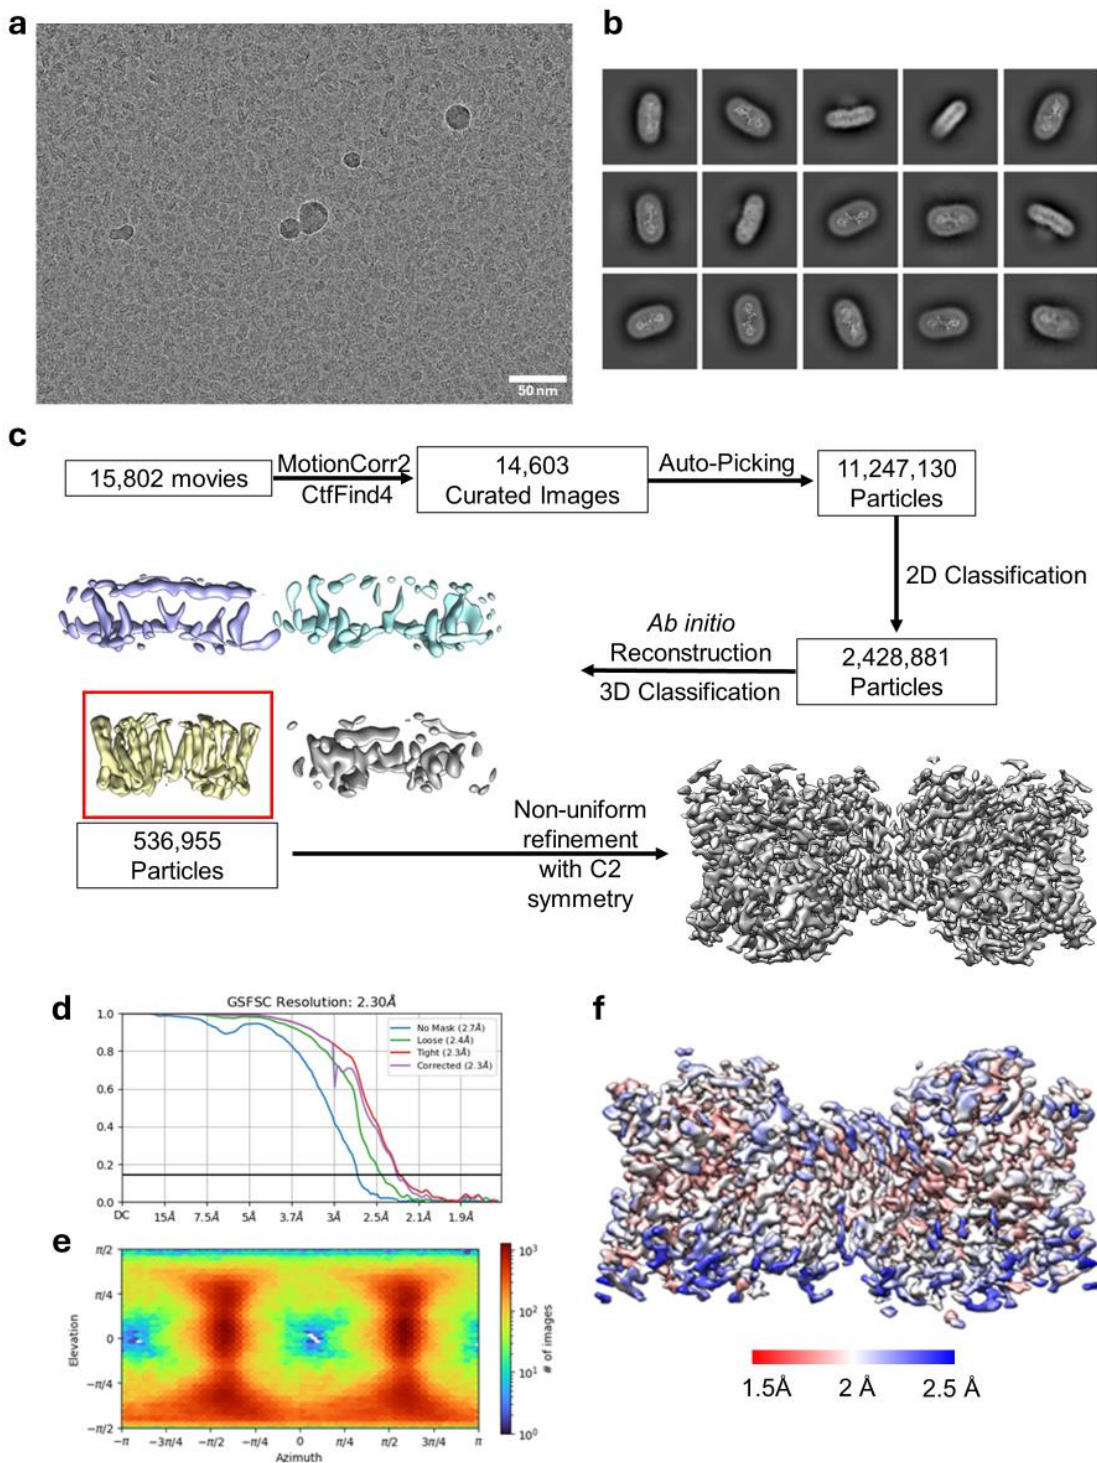 a
50 nm
b
c
15,802 movies
MotionCorr2
CtfFind4
14,603
Curated Images
Auto-Picking
11,247,130
Particles
2D Classification
2,428,881
Particles
Ab initio
Reconstruction
3D Classification
536,955
Particles
Non-uniform
refinement
with C2
symmetry
d
GSFSC Resolution: 2.30Å
1.0
0.8
0.6
0.4
0.2
0.0
No Mask (2.7Å)
Loose (2.4Å)
Tight (2.3Å)
Corrected (2.3Å)
DC 15Å 7.5Å 5Å 3.7Å 3Å 2.5Å 2.1Å 1.9Å
e
π/2
π/4
0
−π/4
−π/2
Elevation
−π −3π/4 −π/2 −π/4 0 π/4 π/2 3π/4 π
Azimuth
10³
10²
10¹
10⁰
# of images
f
1.5Å 2 Å 2.5 Å